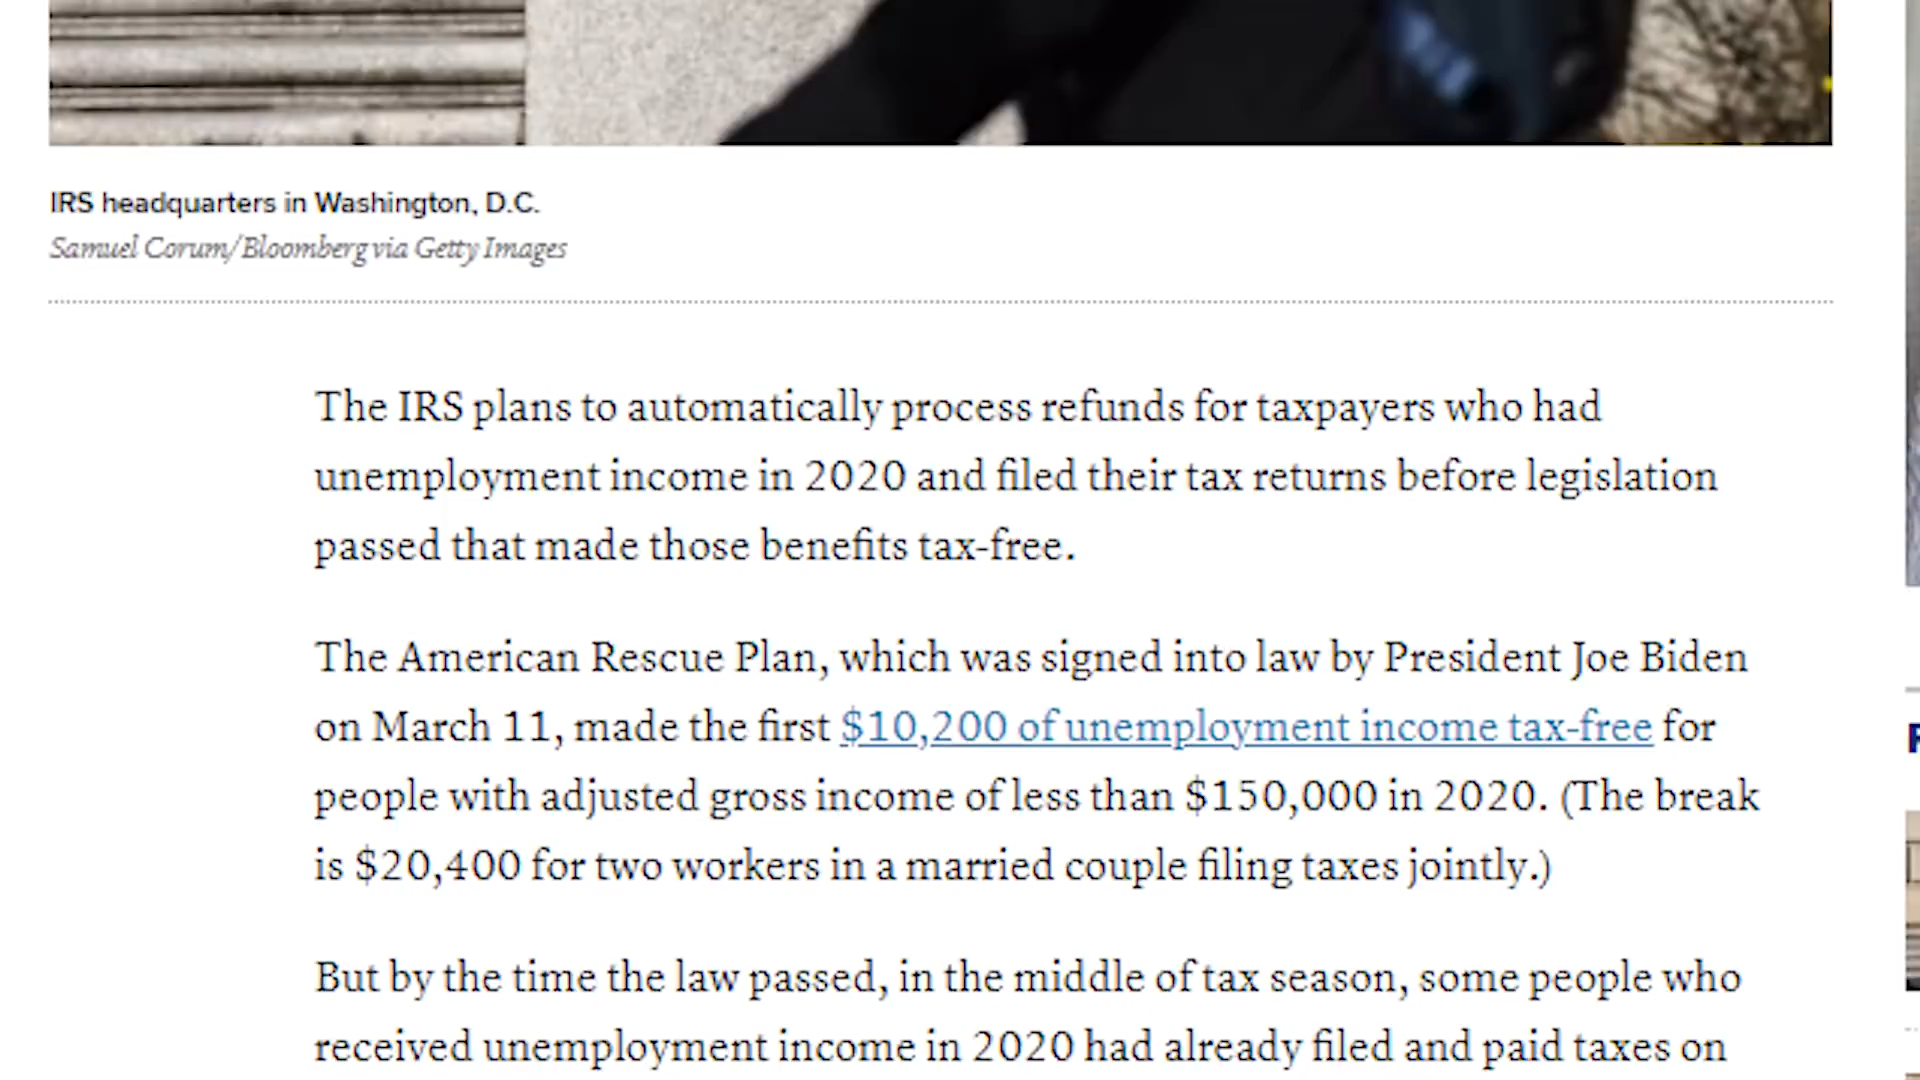 IRS headquarters in Washington, D.C.
Samuel Corum/Bloomberg via Getty Images
The IRS plans to automatically process refunds for taxpayers who had
unemployment income in 2020 and filed their tax returns before legislation
passed that made those benefits tax-free.
The American Rescue Plan, which was signed into law by President Joe Biden
on March 11, made the first $10,200 of unemployment income tax-free for
people with adjusted gross income of less than $150,000 in 2020. (The break
is $20,400 for two workers in a married couple filing taxes jointly.)
But by the time the law passed, in the middle of tax season, some people who
received unemployment income in 2020 had already filed and paid taxes on